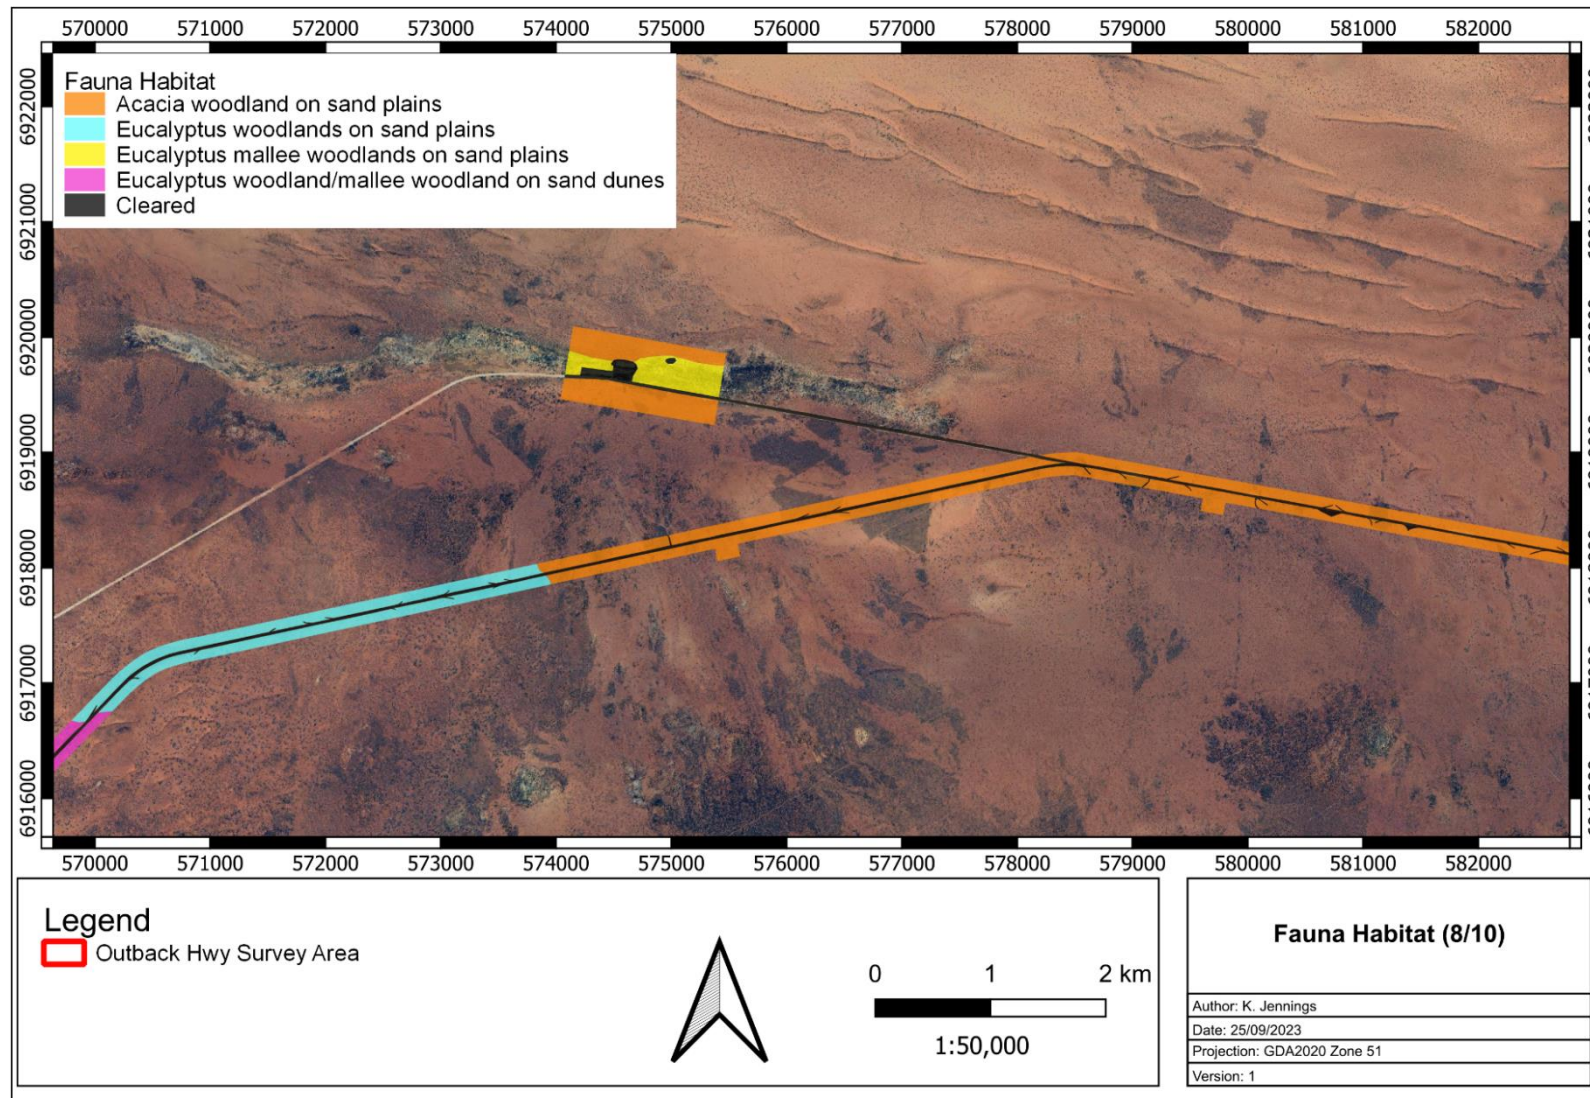 570000 571000 572000 573000 574000 575000 576000 577000 578000 579000 580000 581000 582000
Fauna Habitat
Acacia woodland on sand plains
Eucalyptus woodlands on sand plains
Eucalyptus mallee woodlands on sand plains
Eucalyptus woodland/mallee woodland on sand dunes
Cleared
6922000
6921000
6920000
6919000
6918000
6917000
6916000
570000 571000 572000 573000 574000 575000 576000 577000 578000 579000 580000 581000 582000
Legend
Outback Hwy Survey Area
0 1 2 km
1:50,000
Fauna Habitat (8/10)
Author: K. Jennings
Date: 25/09/2023
Projection: GDA2020 Zone 51
Version: 1